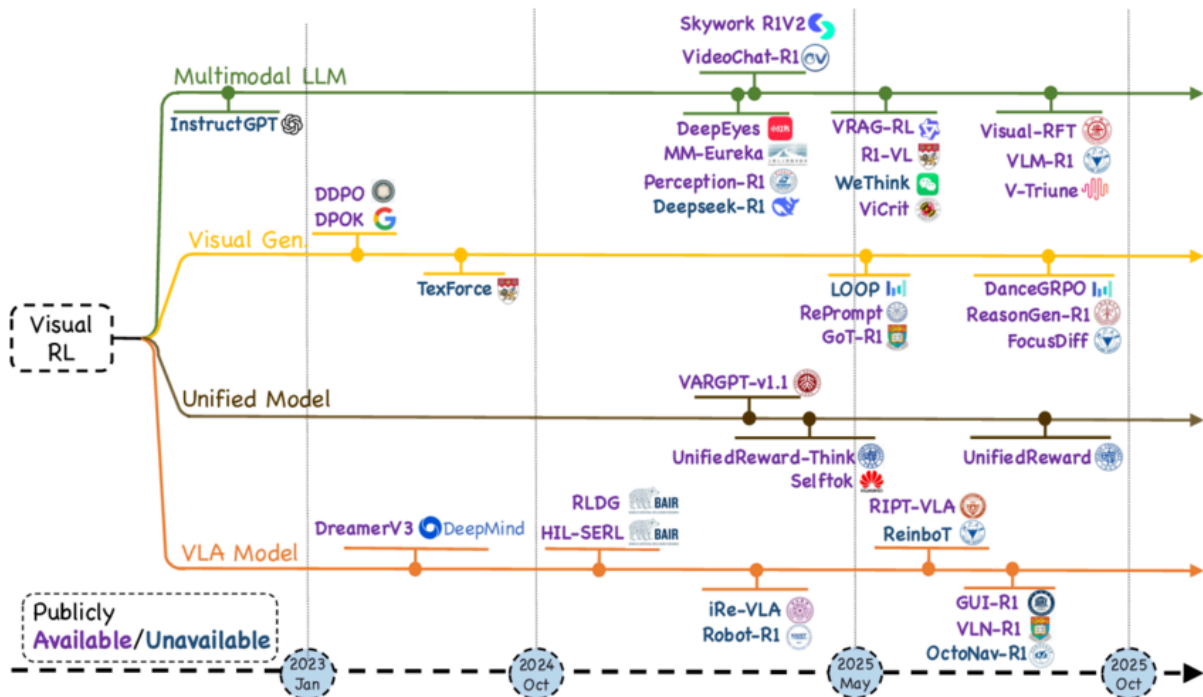 Skywork R1V2
VideoChat-R1
Multimodal LLM
InstructGPT
DeepEyes
MM-Eureka
Perception-R1
Deepseek-R1
VRAG-RL
R1-VL
WeThink
ViCrit
Visual-RFT
VLM-R1
V-Triune
DDPO
DPOK
Visual Gen.
TexForce
LOOP
RePrompt
GoT-R1
DanceGRPO
ReasonGen-R1
FocusDiff
Visual
RL
Unified Model
VARGPT-v1.1
UnifiedReward-Think
Selftok
HUAWEI
UnifiedReward
VLA Model
DreamerV3 DeepMind
RLDG BAIR
HIL-SERL BAIR
iRe-VLA
Robot-R1
RIPT-VLA
ReinboT
GUI-R1
VLN-R1
OctoNav-R1
Publicly
Available/Unavailable
2023
Jan
2024
Oct
2025
May
2025
Oct